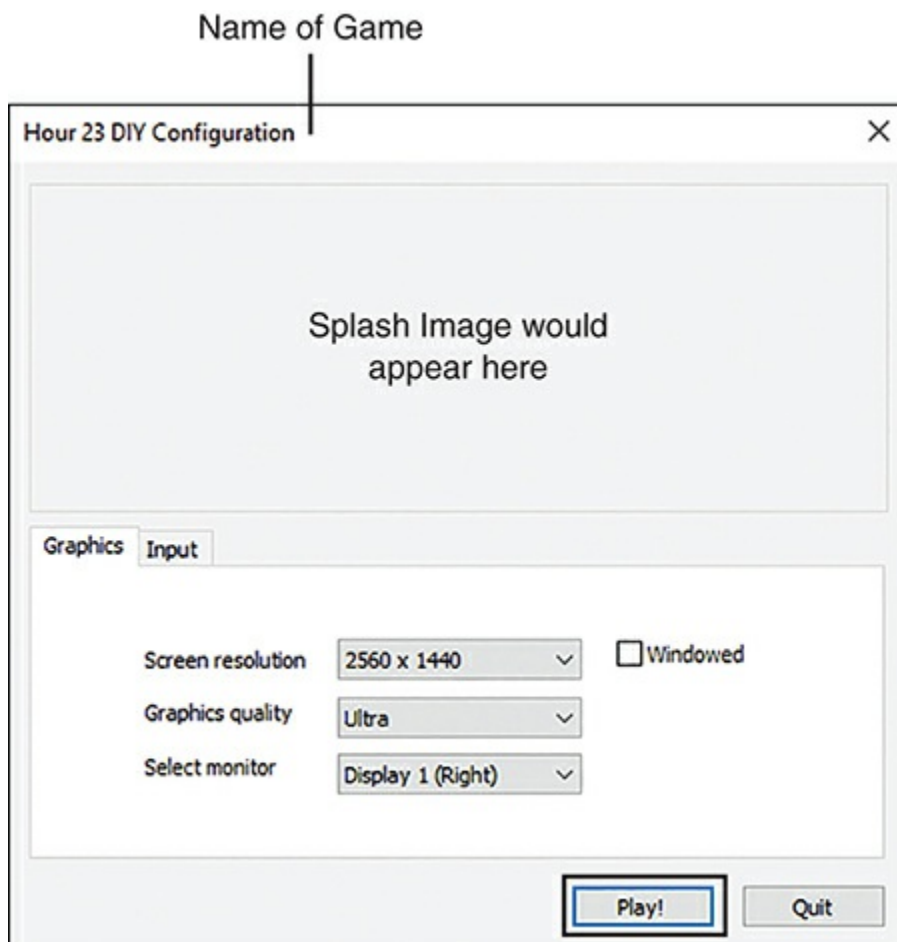 Name of Game
Hour 23 DIY Configuration
Splash Image would
appear here
Graphics Input
Screen resolution 2560 x 1440 Windowed
Graphics quality Ultra
Select monitor Display 1 (Right)
Play! Quit